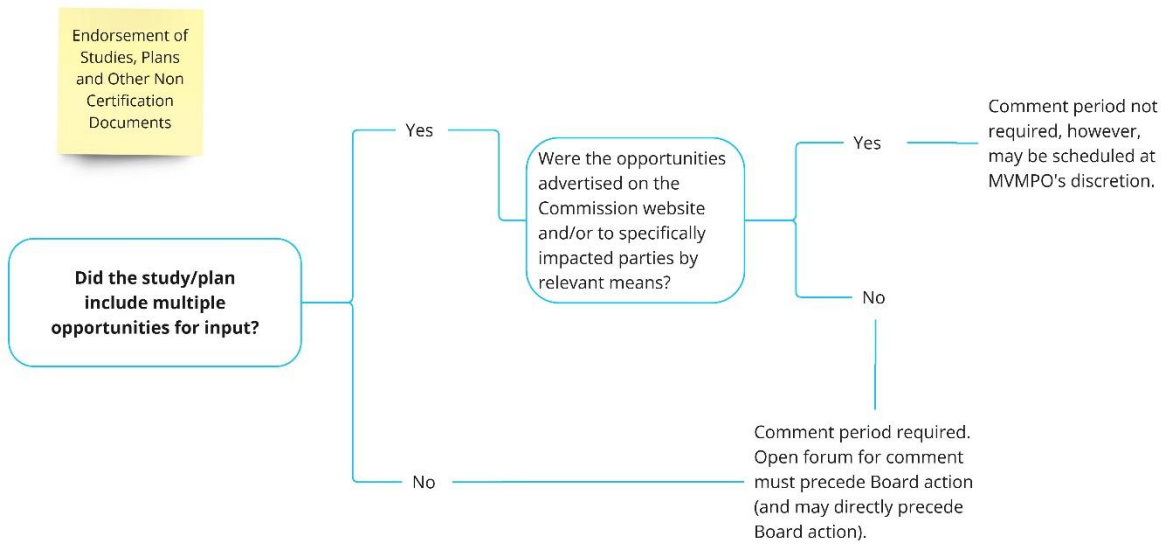 Endorsement of
Studies, Plans
and Other Non
Certification
Documents
Did the study/plan
include multiple
opportunities for input?
Yes
Were the opportunities
advertised on the
Commission website
and/or to specifically
impacted parties by
relevant means?
Yes
Comment period not
required, however,
may be scheduled at
MVMPO's discretion.
No
No
Comment period required.
Open forum for comment
must precede Board action
(and may directly precede
Board action).